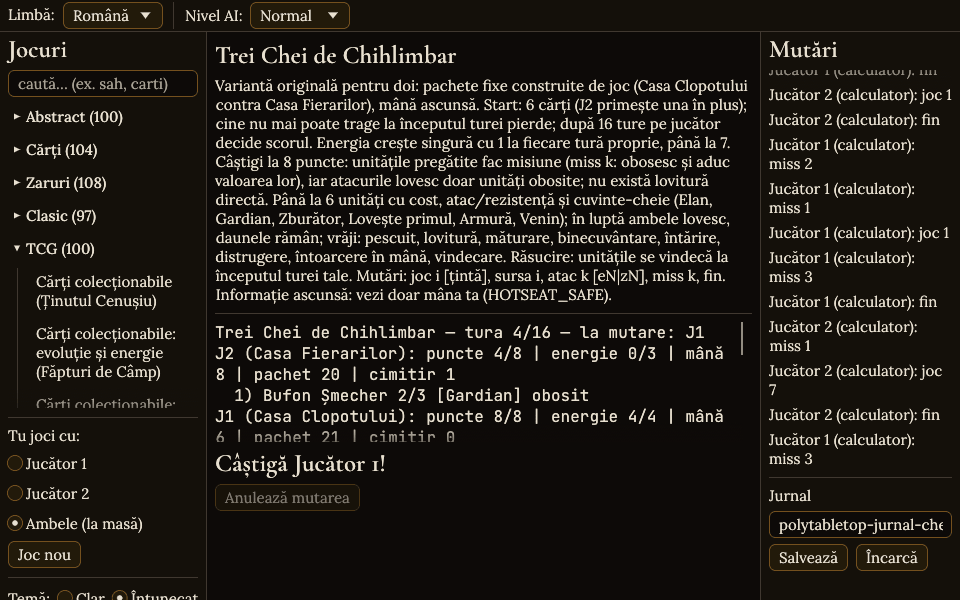 Limbă:
Română
Nivel AI:
Normal
Jocuri
caută... (ex. sah, carti)
Abstract (100)
Cărți (104)
Zaruri (108)
Clasic (97)
TCG (100)
Cărți colecționabile
(Ținutul Cenușiu)
Cărți colecționabile:
evoluție și energie
(Făpturi de Câmp)
Cărți colecționabile:
Tu joci cu:
Jucător 1
Jucător 2
Ambele (la masă)
Joc nou
Temă:
Clar
Întunecat
Trei Chei de Chihlimbar
Variantă originală pentru doi: pachete fixe construite de joc (Casa Clopotului
contra Casa Fierarilor), mână ascunsă. Start: 6 cărți (J2 primește una în plus);
cine nu mai poate trage la începutul turei pierde; după 16 ture pe jucător
decide scorul. Energia crește singură cu 1 la fiecare tură proprie, până la 7.
Câștigi la 8 puncte: unitățile pregătite fac misiune (miss k: obosesc și aduc
valoarea lor), iar atacurile lovesc doar unități obosite; nu există lovitură
directă. Până la 6 unități cu cost, atac/rezistență și cuvinte-cheie (Elan,
Gardian, Zburător, Lovește primul, Armură, Venin); în luptă ambele lovesc,
daunele rămân; vrăji: pescuit, lovitură, măturare, binecuvântare, întărire,
distrugere, întoarcere în mână, vindecare. Răsucire: unitățile se vindecă la
începutul turei tale. Mutări: joc i [țintă], sursa i, atac k [eN|zN], miss k, fin.
Informație ascunsă: vezi doar mâna ta (HOTSEAT_SAFE).
Trei Chei de Chihlimbar — tura 4/16 — la mutare: J1
J2 (Casa Fierarilor): puncte 4/8 | energie 0/3 | mână
8 | pachet 20 | cimitir 1
1) Bufon Șmecher 2/3 [Gardian] obosit
J1 (Casa Clopotului): puncte 8/8 | energie 4/4 | mână
6 | pachet 21 | cimitir 0
Câștigă Jucător 1!
Anulează mutarea
Mutări
Jucător 1 (calculator): fin
Jucător 2 (calculator): joc 1
Jucător 2 (calculator): fin
Jucător 1 (calculator):
miss 2
Jucător 1 (calculator):
miss 1
Jucător 1 (calculator): joc 1
Jucător 1 (calculator):
miss 3
Jucător 1 (calculator): fin
Jucător 2 (calculator):
miss 1
Jucător 2 (calculator): joc
7
Jucător 2 (calculator): fin
Jucător 1 (calculator):
miss 3
Jurnal
polytabletop-jurnal-che
Salvează
Încarcă